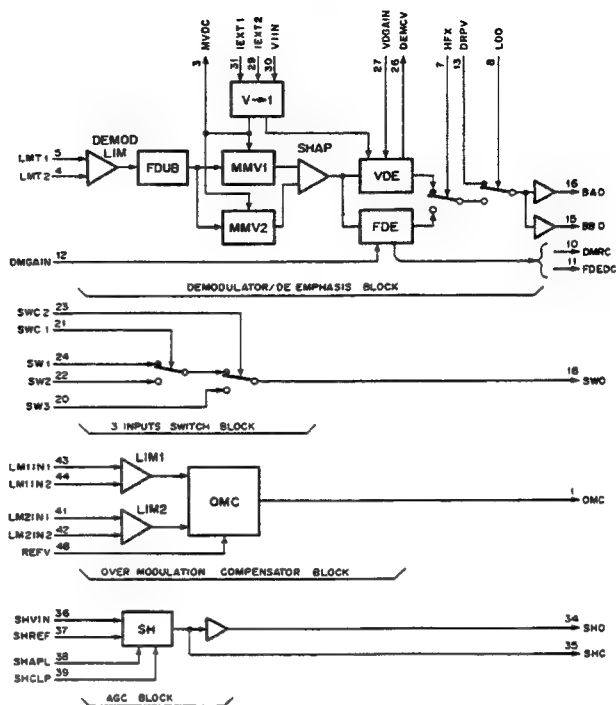 3 MVDC
31 IEXT1
29 IEXT2
30 VIIN
27 VDGAIN
26 DEMCV
7 HFX
13 DRPV
8 LOO
V→1
DEMOD LIM
SHAP
LMT1 5
LMT2 4
FDUB
MMV1
VDE
16 BAO
MMV2
FDE
15 BBO
10 DMRC
DMGAIN 12
11 FDEDC
DEMODULATOR/DE EMPHASIS BLOCK
SWC2 23
SWC1 21
SW1 24
SW2 22
SW3 20
18 SWO
3 INPUTS SWITCH BLOCK
LM1IN1 43
LM1IN2 44
LIM1
OMC
1 OMC
LM2IN1 41
LM2IN2 42
LIM2
REFV 48
OVER MODULATION COMPENSATOR BLOCK
SHVIN 36
SHREF 37
SH
34 SHO
35 SHC
SHAPL 38
SHCLP 39
AGC BLOCK